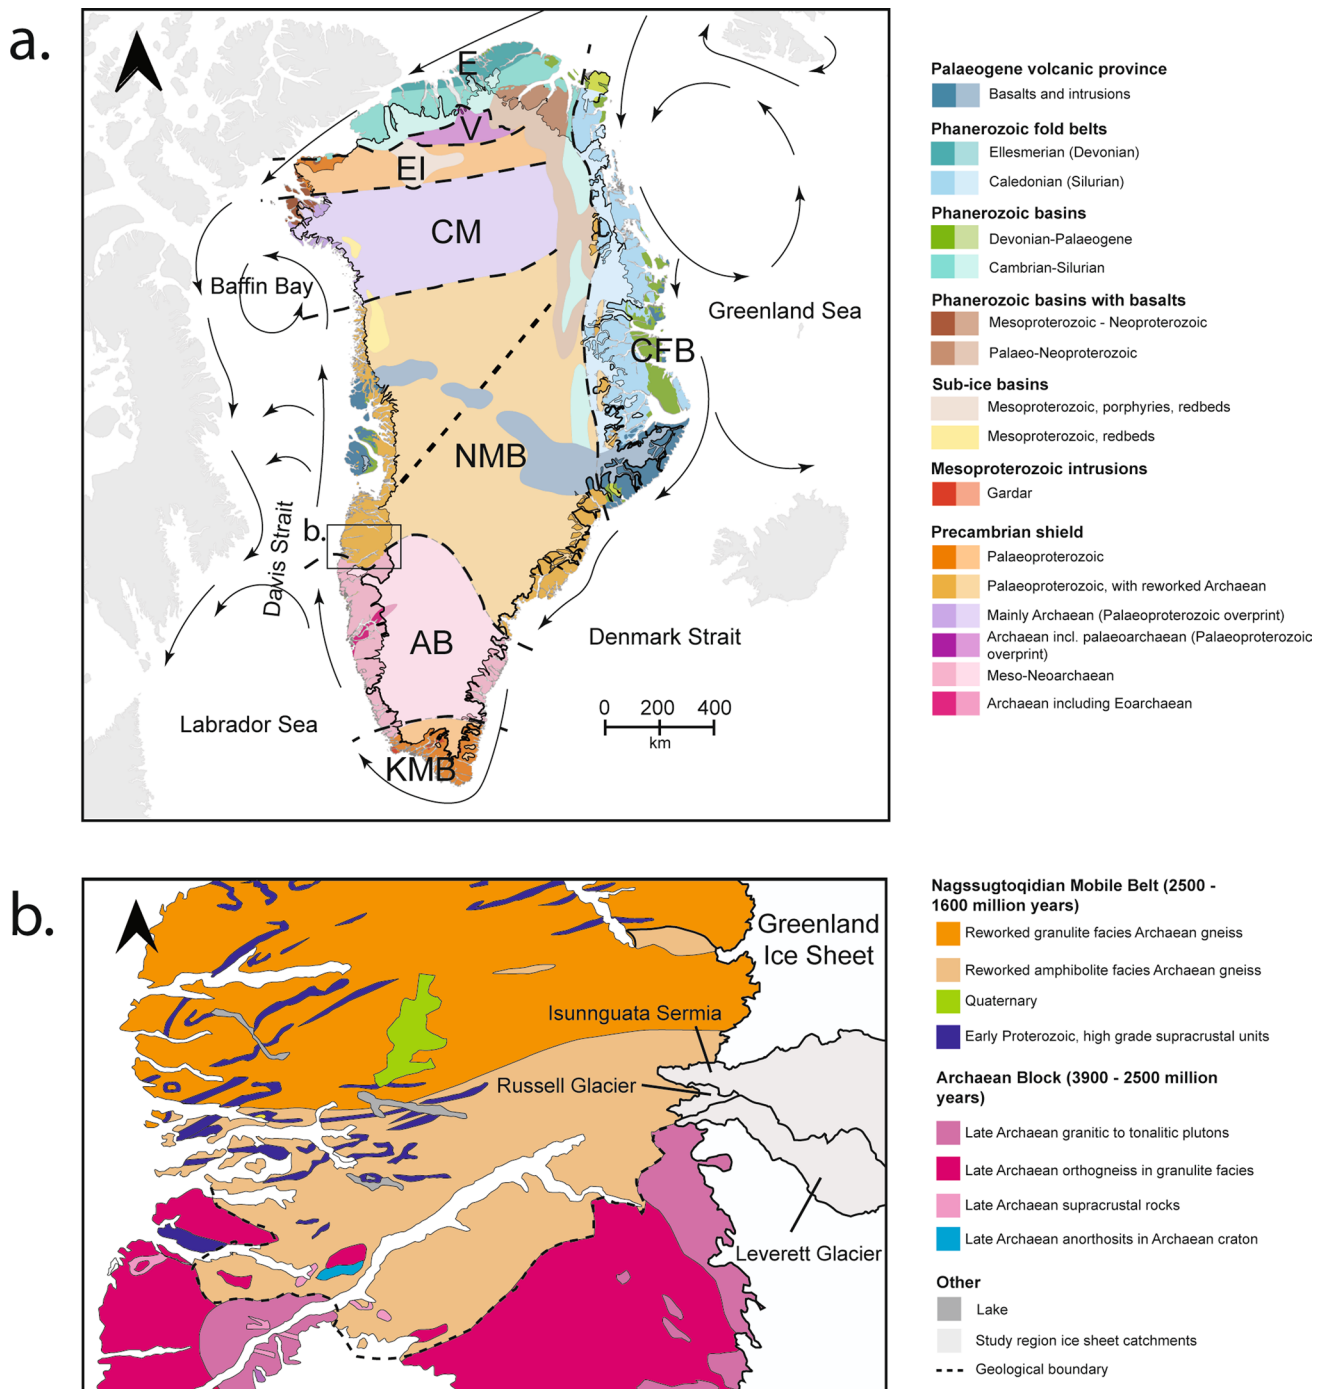 a.
E
V
EI
CM
Baffin Bay
Greenland Sea
CFB
NMB
b.
Davis Strait
AB
Denmark Strait
Labrador Sea
KMB
0 200 400
km
Palaeogene volcanic province
Basalts and intrusions
Phanerozoic fold belts
Ellesmerian (Devonian)
Caledonian (Silurian)
Phanerozoic basins
Devonian-Palaeogene
Cambrian-Silurian
Phanerozoic basins with basalts
Mesoproterozoic - Neoproterozoic
Palaeo-Neoproterozoic
Sub-ice basins
Mesoproterozoic, porphyries, redbeds
Mesoproterozoic, redbeds
Mesoproterozoic intrusions
Gardar
Precambrian shield
Palaeoproterozoic
Palaeoproterozoic, with reworked Archaean
Mainly Archaean (Palaeoproterozoic overprint)
Archaean incl. palaeoarchaean (Palaeoproterozoic
overprint)
Meso-Neoarchaean
Archaean including Eoarchaean
b.
Greenland
Ice Sheet
Isunnguata Sermia
Russell Glacier
Leverett Glacier
Nagssugtoqidian Mobile Belt (2500 -
1600 million years)
Reworked granulite facies Archaean gneiss
Reworked amphibolite facies Archaean gneiss
Quaternary
Early Proterozoic, high grade supracrustal units
Archaean Block (3900 - 2500 million
years)
Late Archaean granitic to tonalitic plutons
Late Archaean orthogneiss in granulite facies
Late Archaean supracrustal rocks
Late Archaean anorthosits in Archaean craton
Other
Lake
Study region ice sheet catchments
Geological boundary